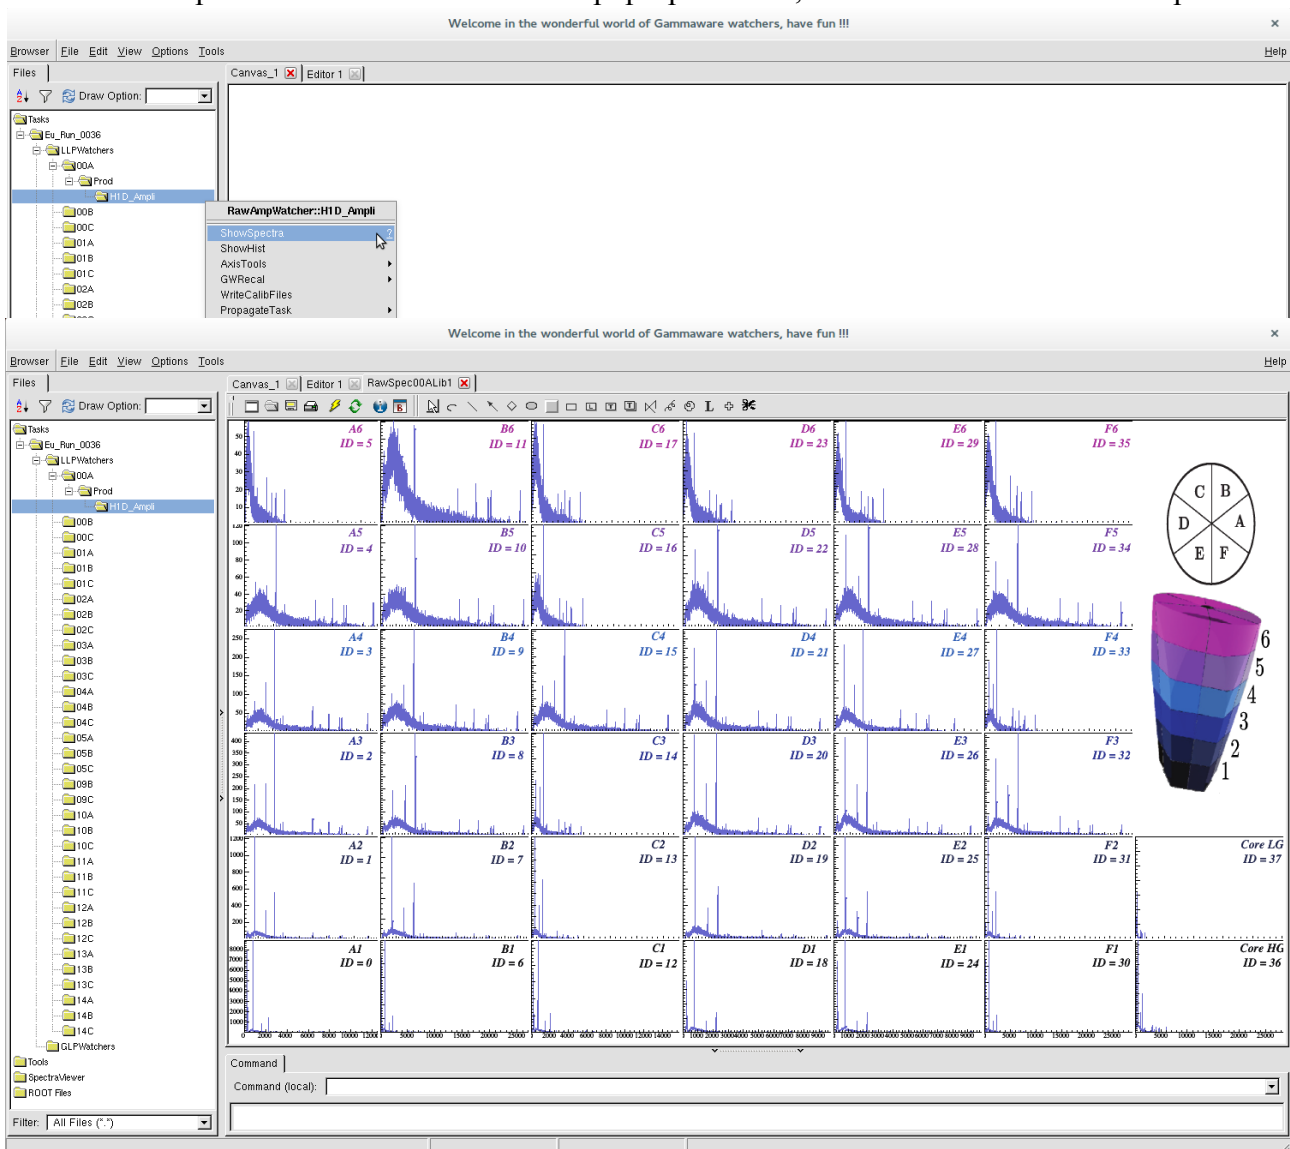 Welcome in the wonderful world of Gammaware watchers, have fun !!!
Browser File Edit View Options Tools Help
Files Canvas_1 Editor 1
Draw Option:
Tasks
Eu_Run_0036
LLPWatchers
00A
Prod
H1D_Ampli
00B
00C
01A
01B
01C
02A
02B
RawAmpWatcher::H1D_Ampli
ShowSpectra ?
ShowHist
AxisTools
GWRecal
WriteCalibFiles
PropagateTask
Welcome in the wonderful world of Gammaware watchers, have fun !!!
Browser File Edit View Options Tools Help
Files Canvas_1 Editor 1 RawSpec00ALib1
Draw Option:
Tasks
Eu_Run_0036
LLPWatchers
00A
Prod
H1D_Ampli
00B
00C
01A
01B
01C
02A
02B
02C
03A
03B
03C
04A
04B
04C
05A
05B
05C
09B
09C
10A
10B
10C
11A
11B
11C
12A
12B
12C
13A
13B
13C
14A
14B
14C
GLPWatchers
Tools
SpectraViewer
ROOT Files
Filter: All Files (*.*)
A6 B6 C6 D6 E6 F6
ID = 5 ID = 11 ID = 17 ID = 23 ID = 29 ID = 35
A5 B5 C5 D5 E5 F5
ID = 4 ID = 10 ID = 16 ID = 22 ID = 28 ID = 34
A4 B4 C4 D4 E4 F4
ID = 3 ID = 9 ID = 15 ID = 21 ID = 27 ID = 33
A3 B3 C3 D3 E3 F3
ID = 2 ID = 8 ID = 14 ID = 20 ID = 26 ID = 32
A2 B2 C2 D2 E2 F2 Core LG
ID = 1 ID = 7 ID = 13 ID = 19 ID = 25 ID = 31 ID = 37
A1 B1 C1 D1 E1 F1 Core HG
ID = 0 ID = 6 ID = 12 ID = 18 ID = 24 ID = 30 ID = 36
C B
D A
E F
6
5
4
3
2
1
Command
Command (local):